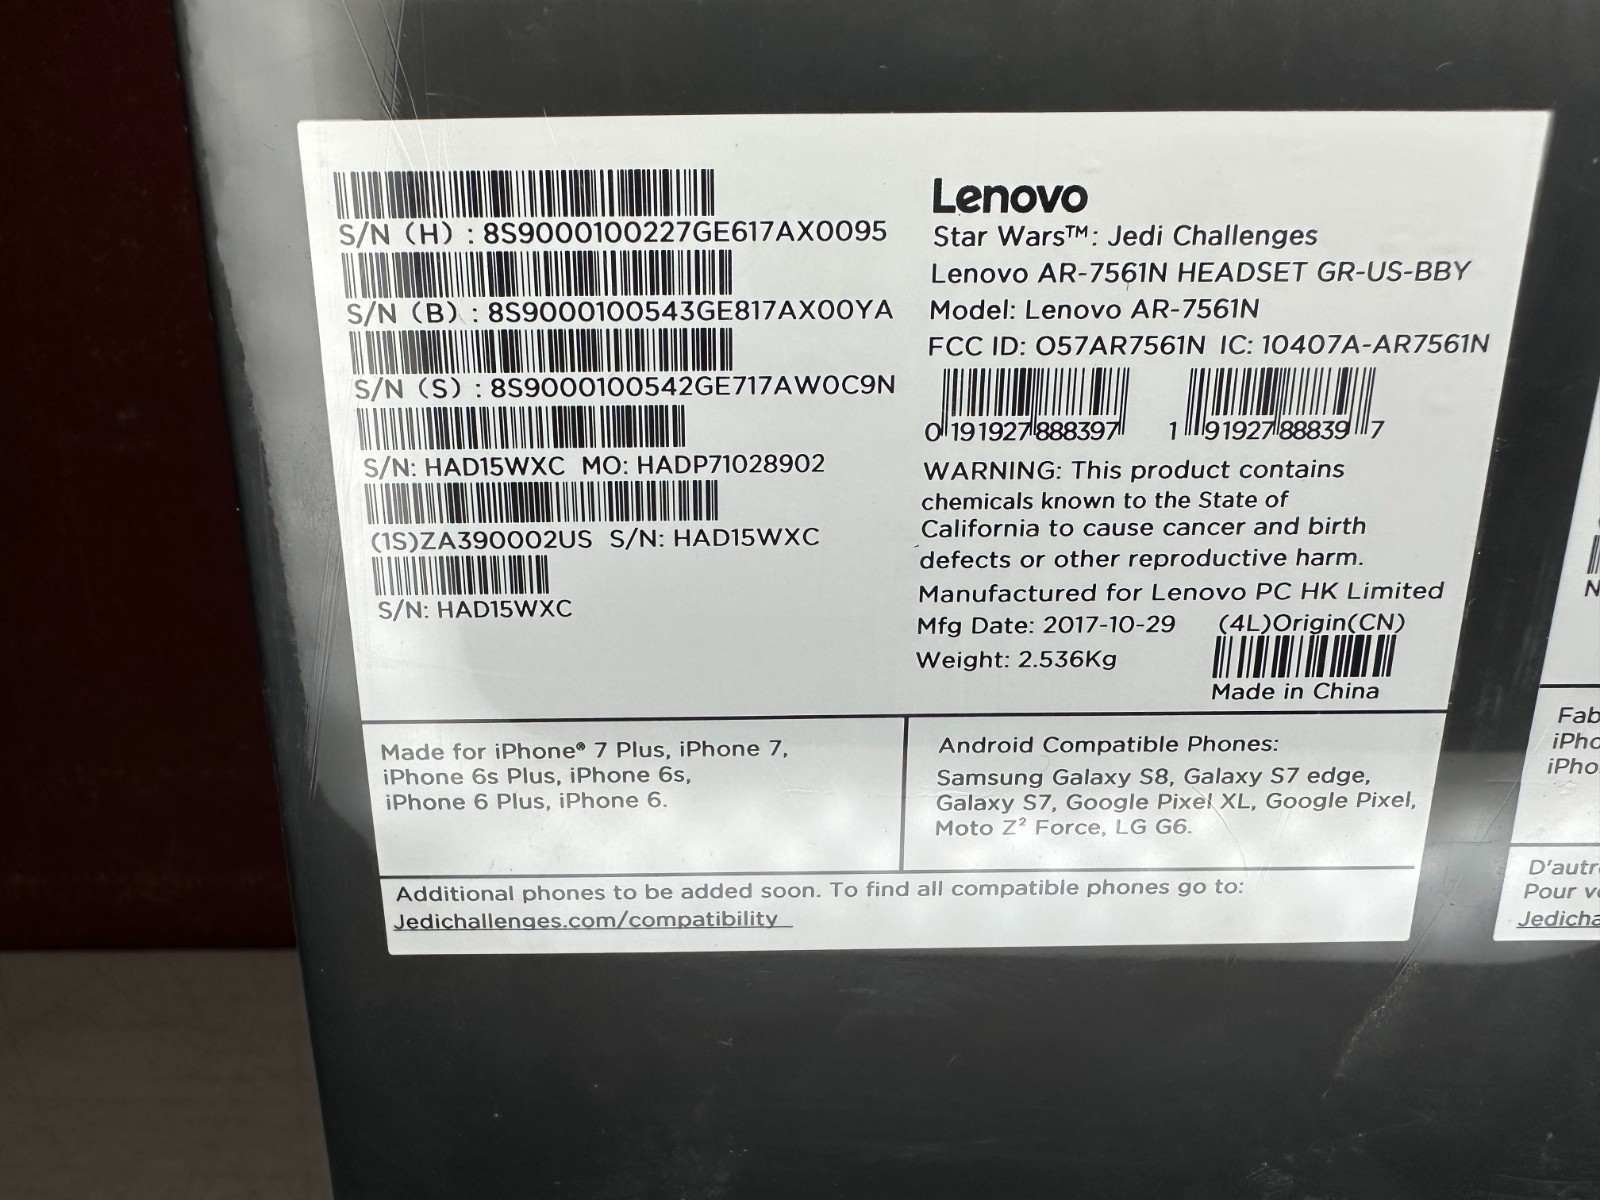 S/N (H) : 8S9000100227GE617AX0095
S/N (B) : 8S9000100543GE817AX00YA
S/N (S) : 8S9000100542GE717AW0C9N
S/N: HAD15WXC MO: HADP71028902
(1S)ZA390002US S/N: HAD15WXC
S/N: HAD15WXC
Lenovo
Star Wars™: Jedi Challenges
Lenovo AR-7561N HEADSET GR-US-BBY
Model: Lenovo AR-7561N
FCC ID: O57AR7561N IC: 10407A-AR7561N
0 191927 888397 1 91927 88839 7
WARNING: This product contains
chemicals known to the State of
California to cause cancer and birth
defects or other reproductive harm.
Manufactured for Lenovo PC HK Limited
Mfg Date: 2017-10-29 (4L)Origin(CN)
Weight: 2.536Kg
Made in China
Made for iPhone® 7 Plus, iPhone 7,
iPhone 6s Plus, iPhone 6s,
iPhone 6 Plus, iPhone 6.
Android Compatible Phones:
Samsung Galaxy S8, Galaxy S7 edge,
Galaxy S7, Google Pixel XL, Google Pixel,
Moto Z² Force, LG G6.
Additional phones to be added soon. To find all compatible phones go to:
Jedichallenges.com/compatibility
Pour